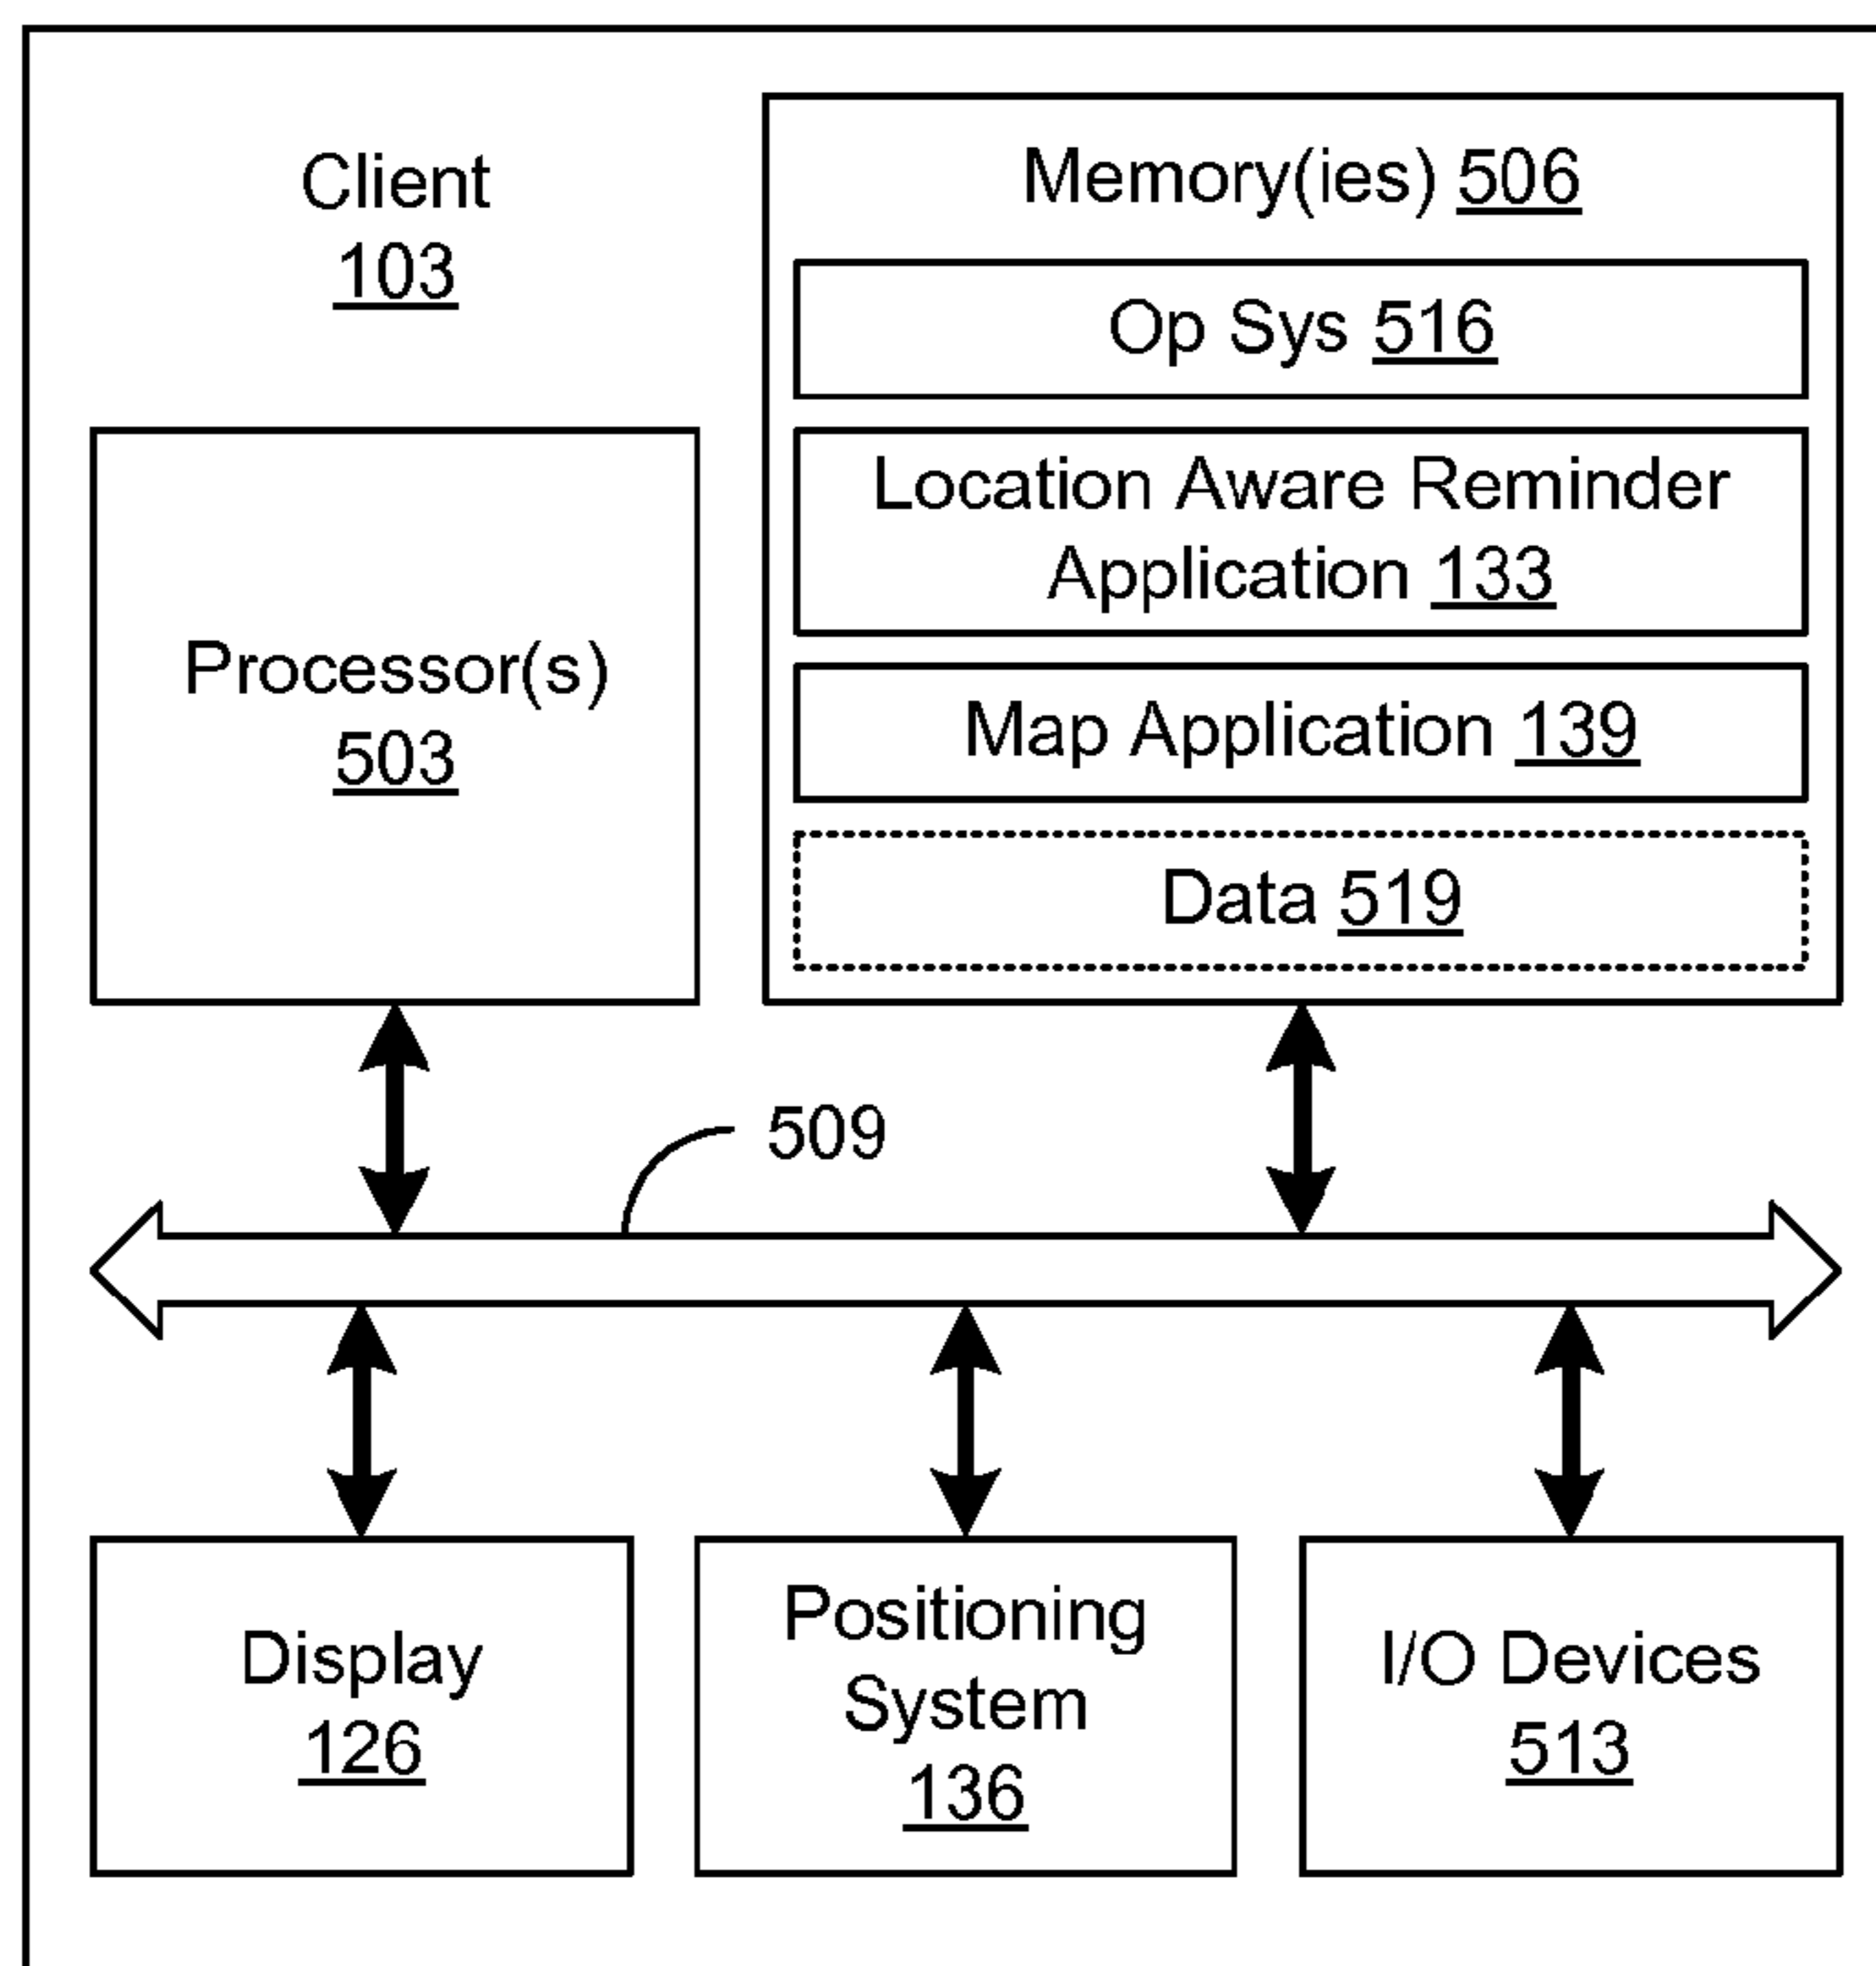 Client
103
Memory(ies) 506
Op Sys 516
Location Aware Reminder
Application 133
Map Application 139
Data 519
Processor(s)
503
509
Display
126
Positioning
System
136
I/O Devices
513